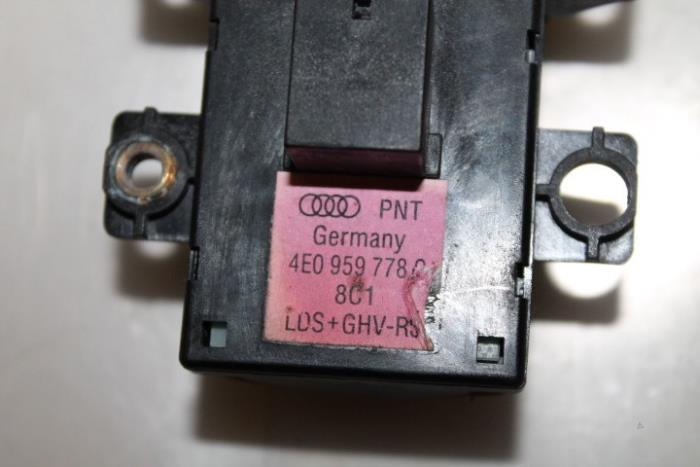 PNT
Germany
4E0 959 778
8C1
LDS+GHV-R